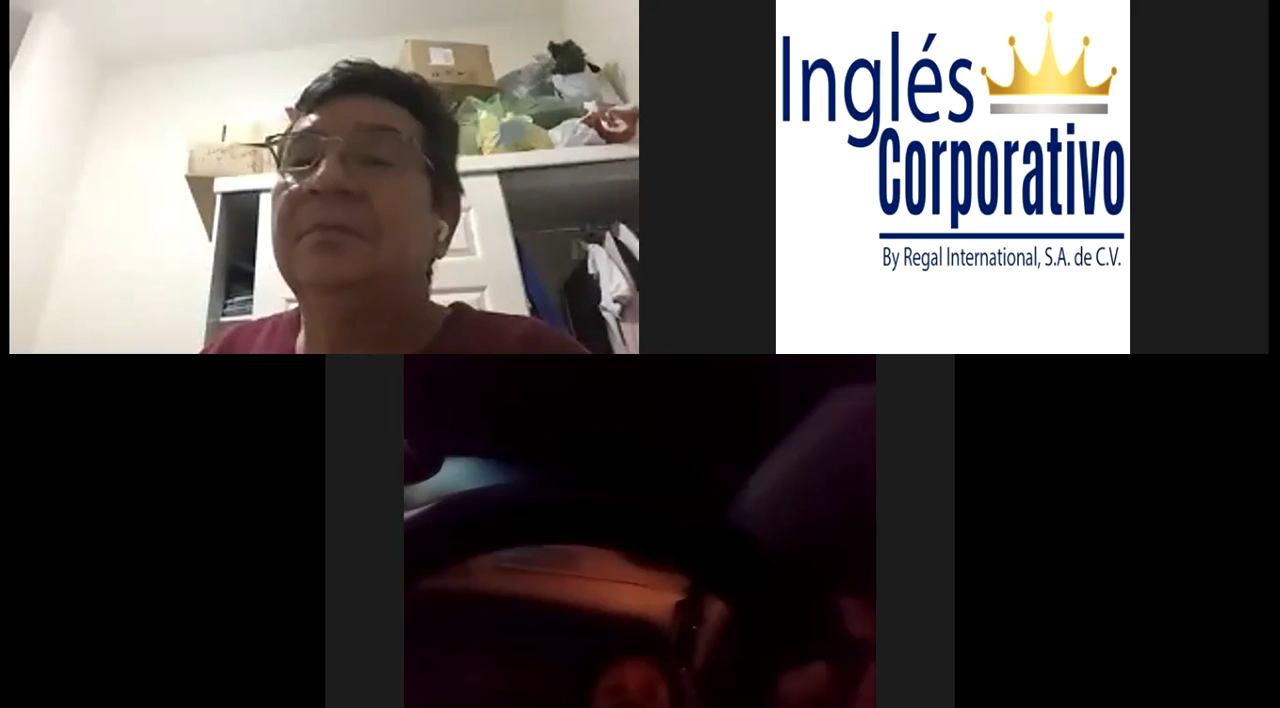 Inglés
Corporativo
By Regal International, S.A. de C.V.